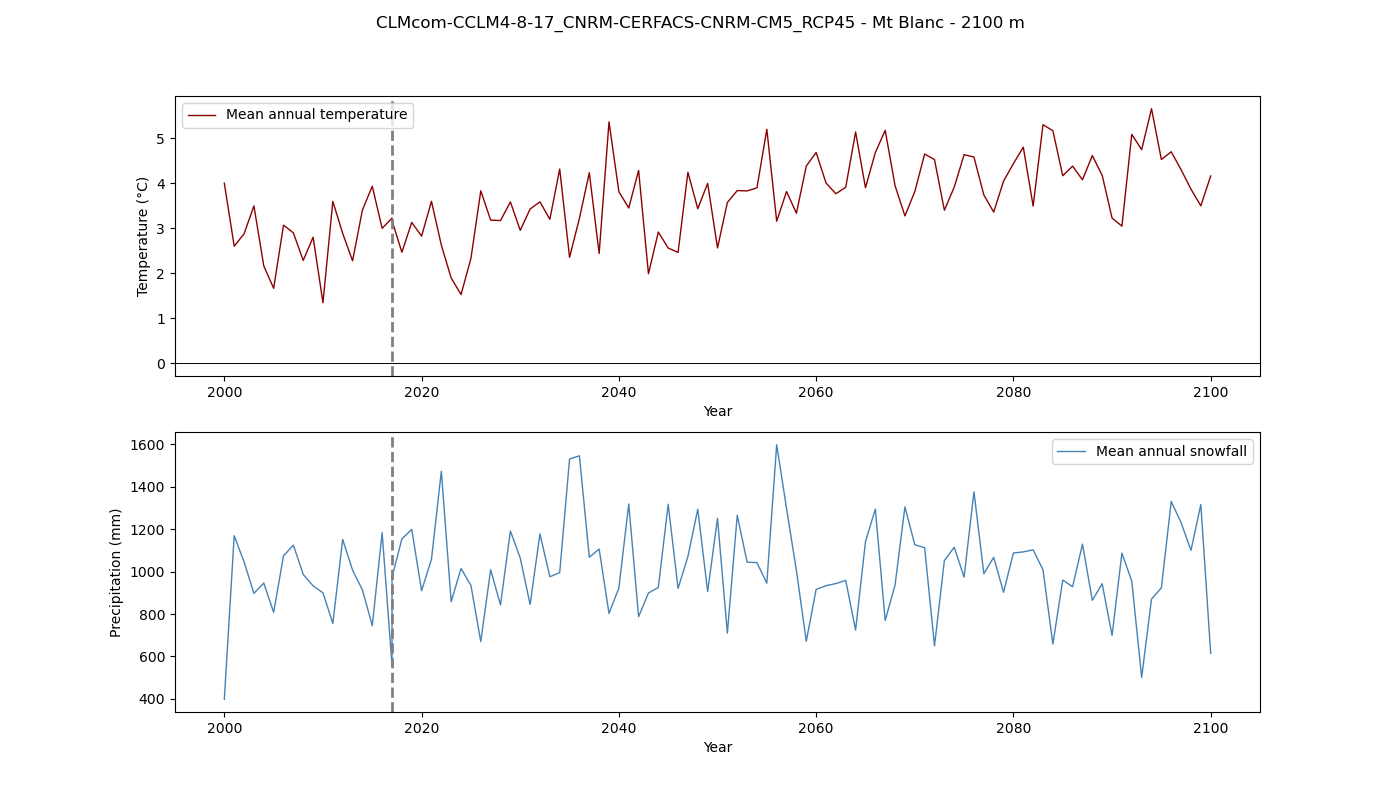 CLMcom-CCLM4-8-17_CNRM-CERFACS-CNRM-CM5_RCP45 - Mt Blanc - 2100 m
Mean annual temperature
Temperature (°C)
5
4
3
2
1
0
2000 2020 2040 2060 2080 2100
Year
Mean annual snowfall
Precipitation (mm)
1600
1400
1200
1000
800
600
400
2000 2020 2040 2060 2080 2100
Year